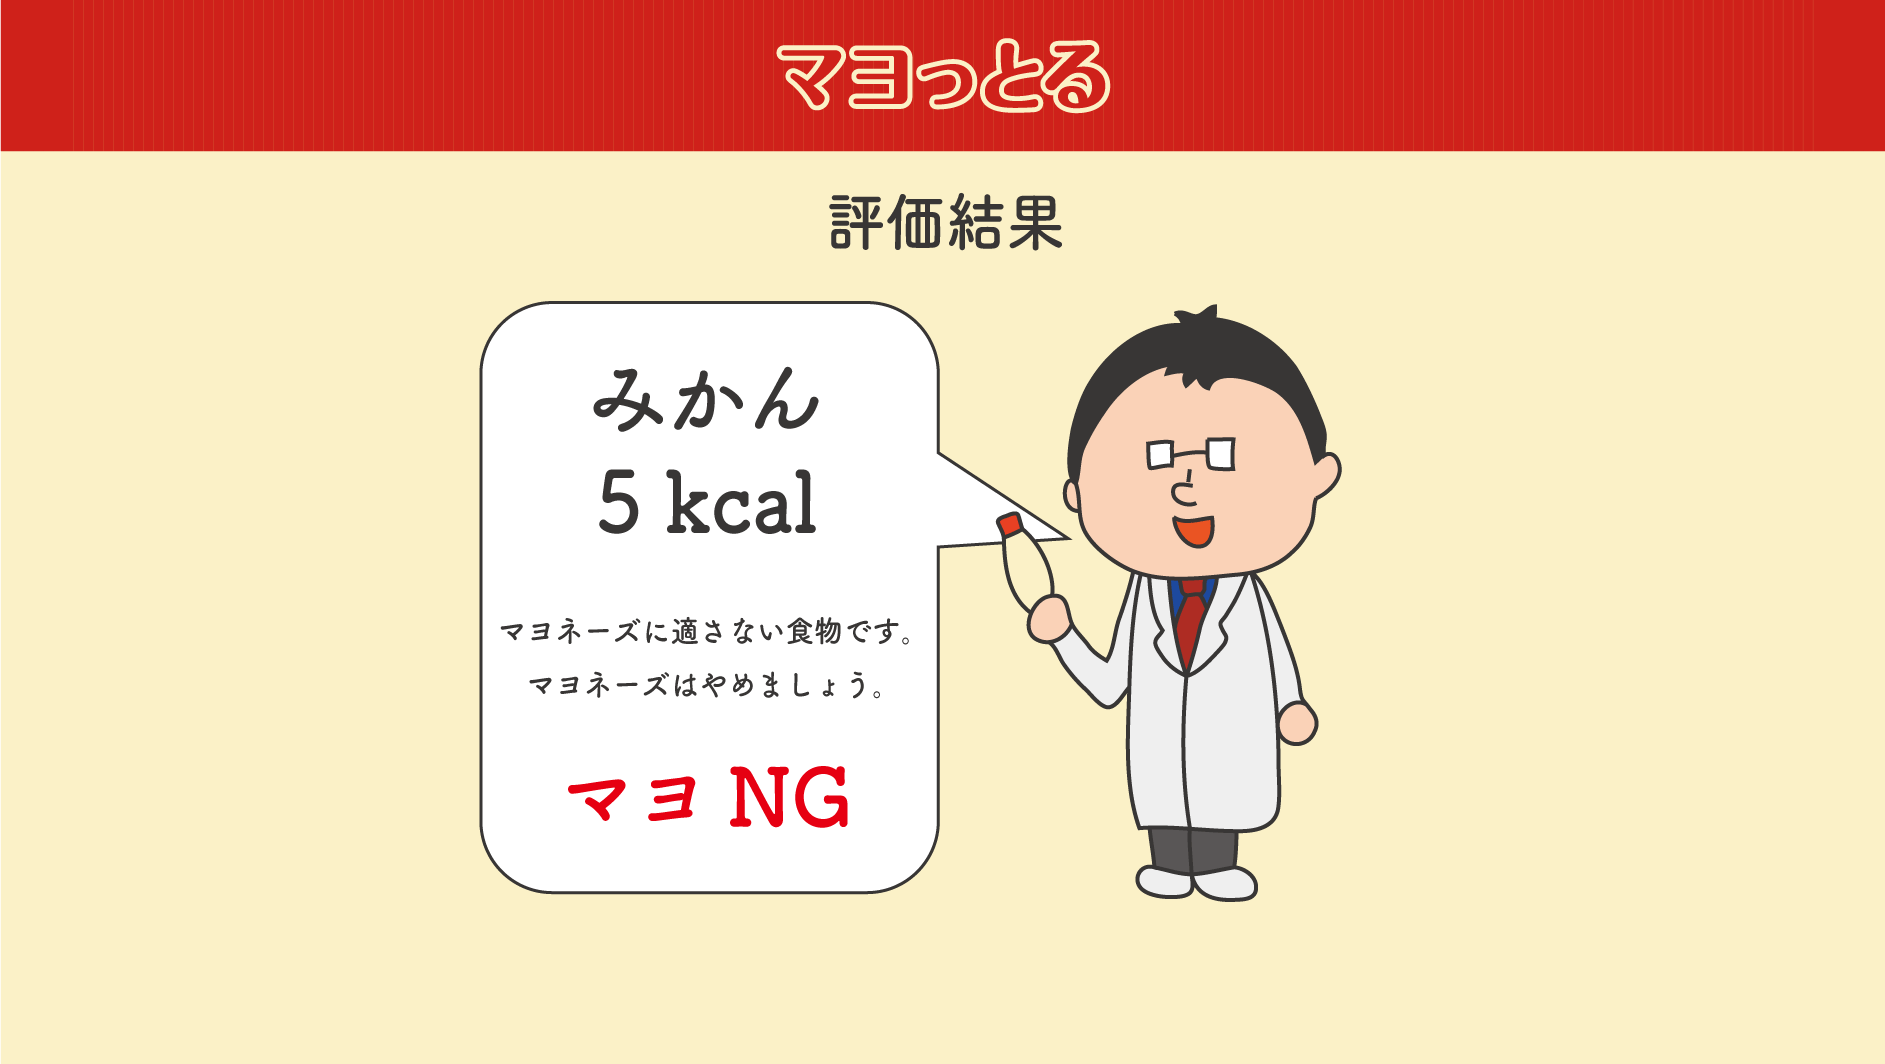 マヨっとる
評価結果
みかん
5 kcal
マヨネーズに適さない食物です。
マヨネーズはやめましょう。
マヨ NG